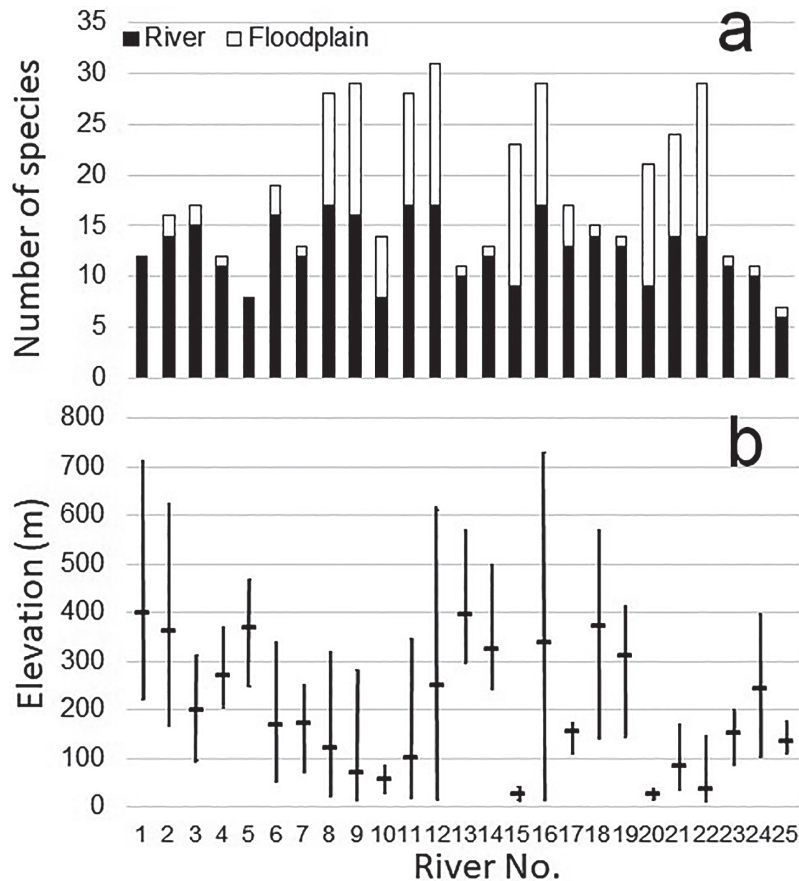 a
River Floodplain
Number of species
35
30
25
20
15
10
5
0
b
Elevation (m)
800
700
600
500
400
300
200
100
0
1 2 3 4 5 6 7 8 9 10 11 12 13 14 15 16 17 18 19 20 21 22 23 24 25
River No.